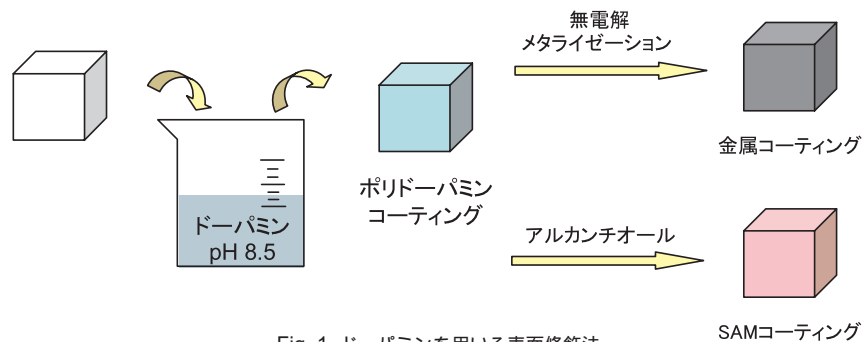 無電解
メタライゼーション
金属コーティング
ポリドーパミン
コーティング
ドーパミン
pH 8.5
アルカンチオール
SAMコーティング